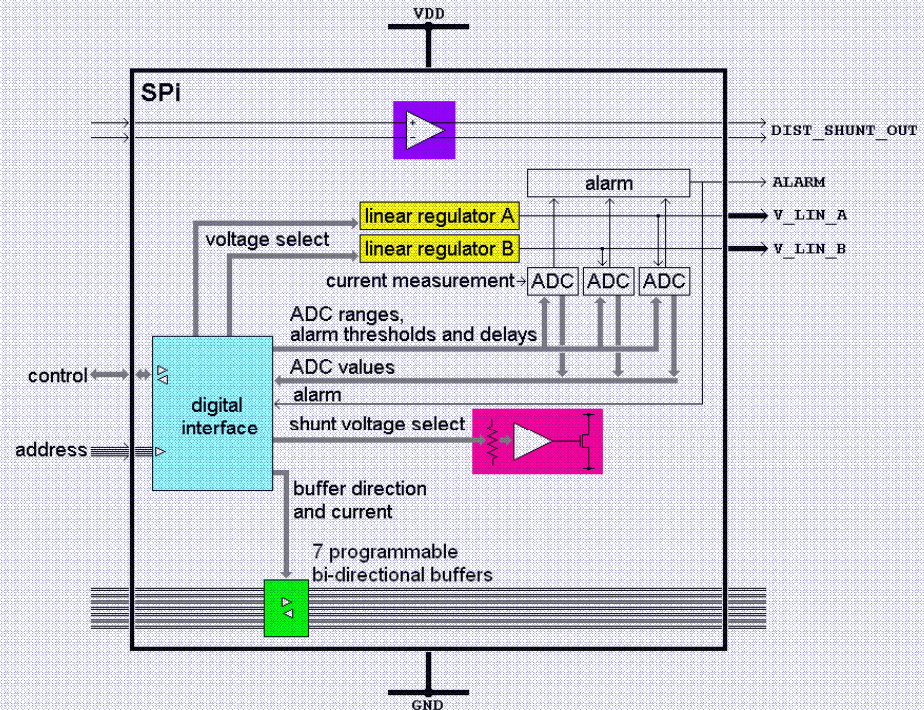 VDD
SPi
+
−
DIST_SHUNT_OUT
alarm
ALARM
linear regulator A
V_LIN_A
voltage select
linear regulator B
V_LIN_B
current measurement
ADC
ADC
ADC
ADC ranges,
alarm thresholds and delays
control
ADC values
alarm
digital
interface
shunt voltage select
address
buffer direction
and current
7 programmable
bi-directional buffers
GND